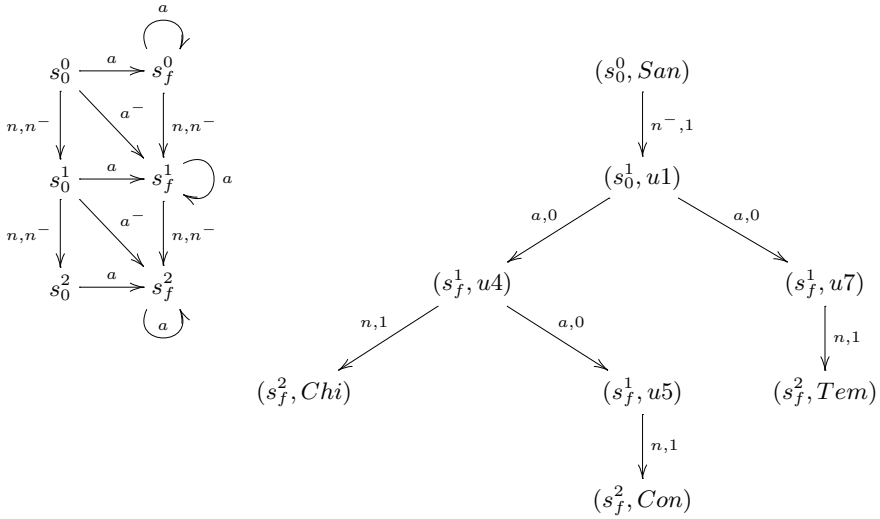 a
s_0^0 a s_f^0
n,n^- a^- n,n^-
s_0^1 a s_f^1 a
n,n^- a^- n,n^-
s_0^2 a s_f^2
a
(s_0^0, San)
n^-,1
(s_0^1, u1)
a,0 a,0
(s_f^1, u4) (s_f^1, u7)
n,1 a,0 n,1
(s_f^2, Chi) (s_f^1, u5) (s_f^2, Tem)
n,1
(s_f^2, Con)